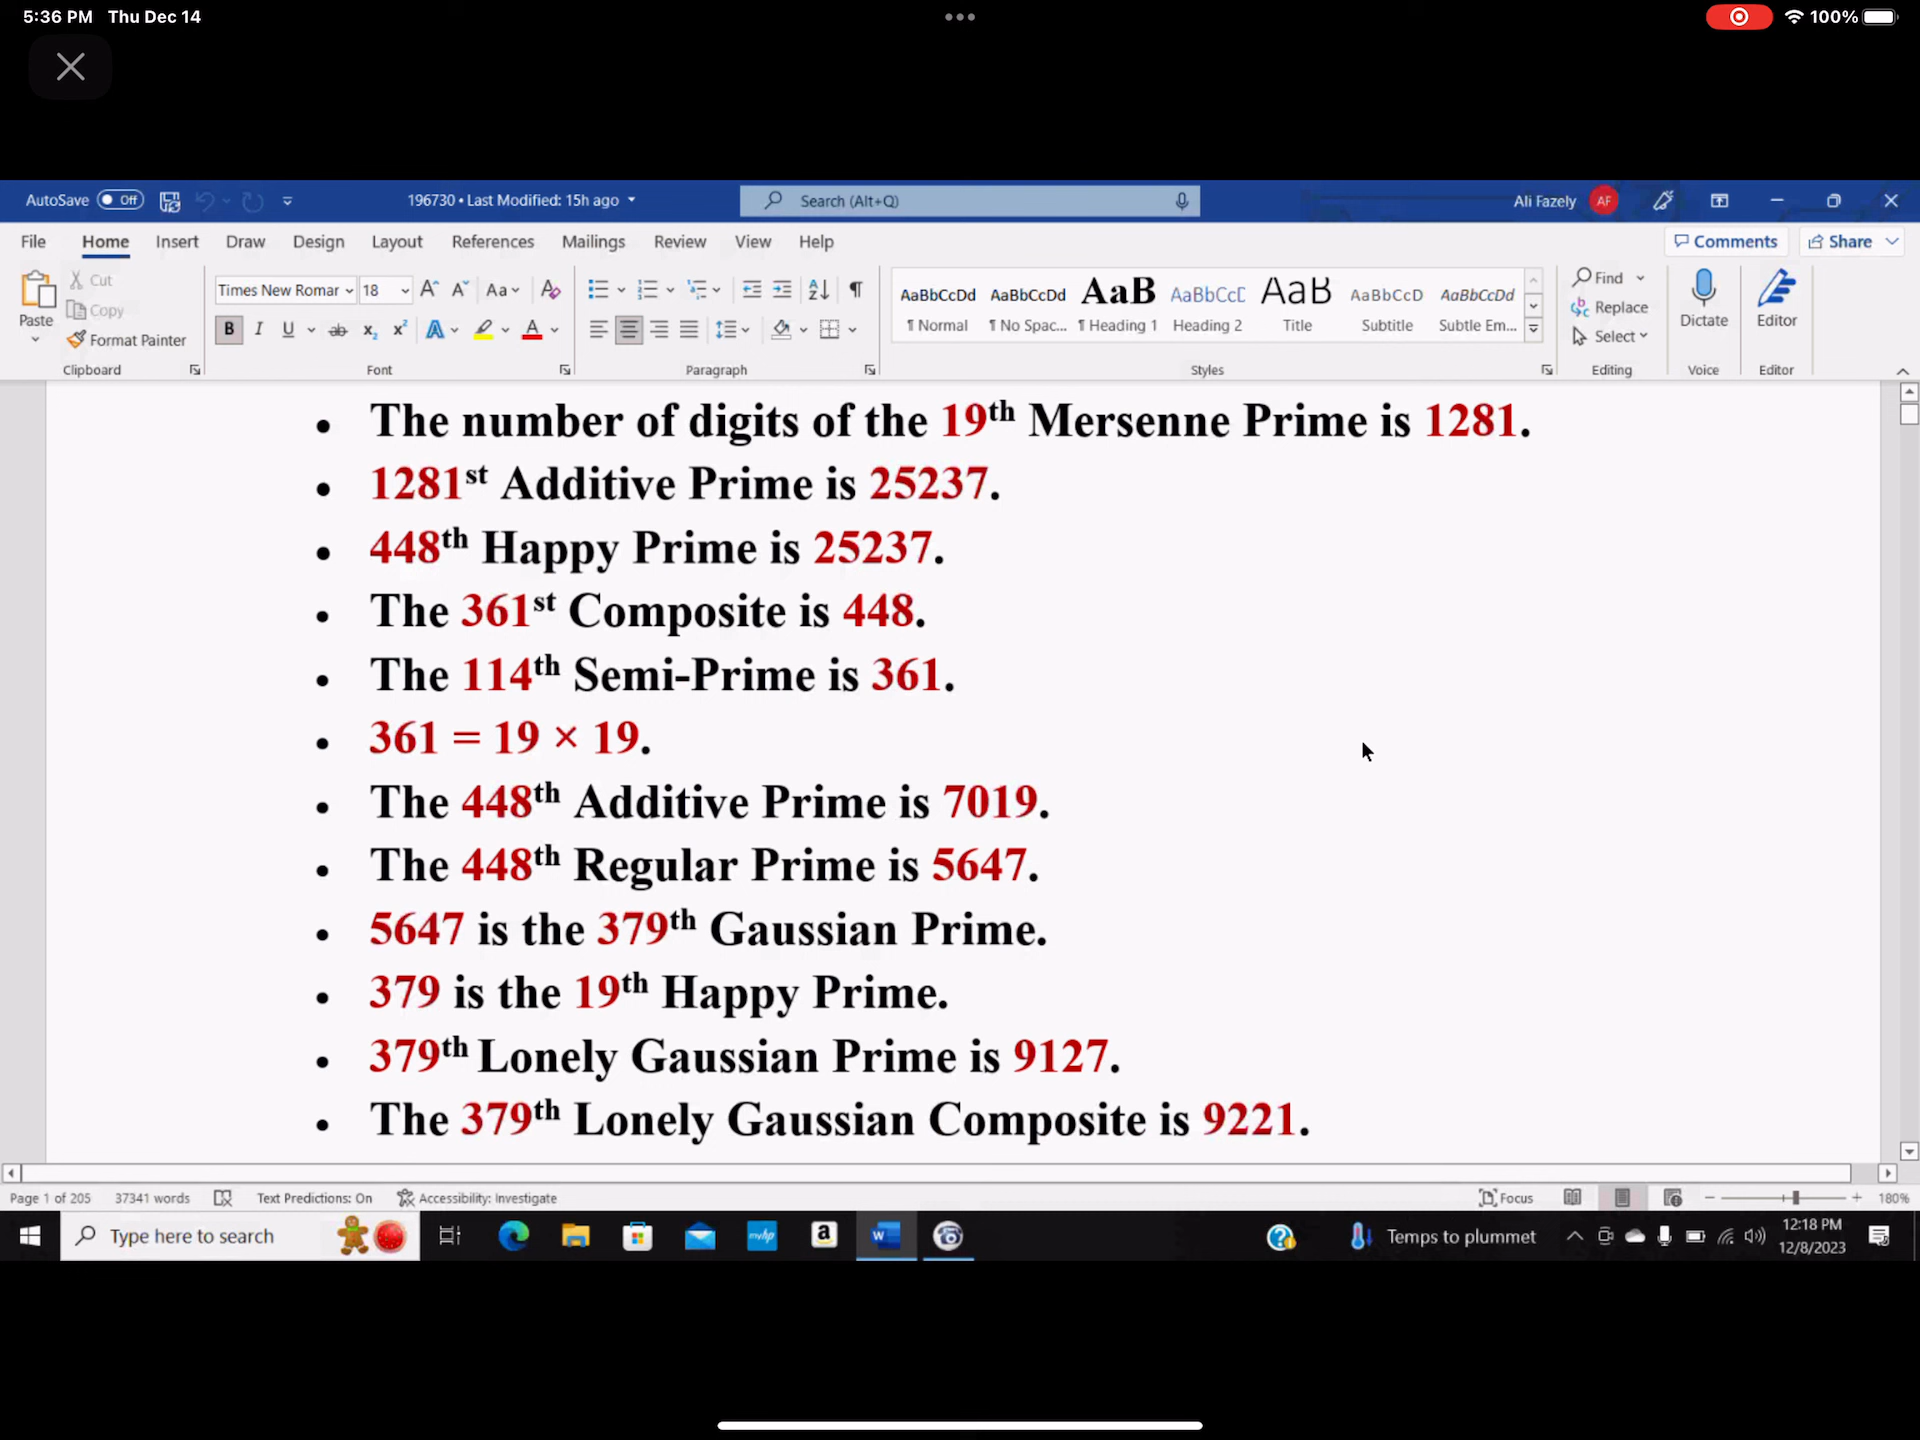 5:36 PM Thu Dec 14
100%
AutoSave Off
196730 • Last Modified: 15h ago
Search (Alt+Q)
Ali Fazely AF
File Home Insert Draw Design Layout References Mailings Review View Help
Comments Share
Paste
Cut
Copy
Format Painter
Clipboard
Times New Romar 18
Font
Paragraph
AaBbCcDd AaBbCcDd AaB AaBbCcC AaB AaBbCcD AaBbCcDd
¶ Normal ¶ No Spac... ¶ Heading 1 Heading 2 Title Subtitle Subtle Em...
Styles
Find
Replace
Select
Editing
Dictate
Voice
Editor
Editor
• The number of digits of the 19th Mersenne Prime is 1281.
• 1281st Additive Prime is 25237.
• 448th Happy Prime is 25237.
• The 361st Composite is 448.
• The 114th Semi-Prime is 361.
• 361 = 19 × 19.
• The 448th Additive Prime is 7019.
• The 448th Regular Prime is 5647.
• 5647 is the 379th Gaussian Prime.
• 379 is the 19th Happy Prime.
• 379th Lonely Gaussian Prime is 9127.
• The 379th Lonely Gaussian Composite is 9221.
Page 1 of 205 37341 words Text Predictions: On Accessibility: Investigate
Focus 180%
Type here to search
Temps to plummet
12:18 PM
12/8/2023